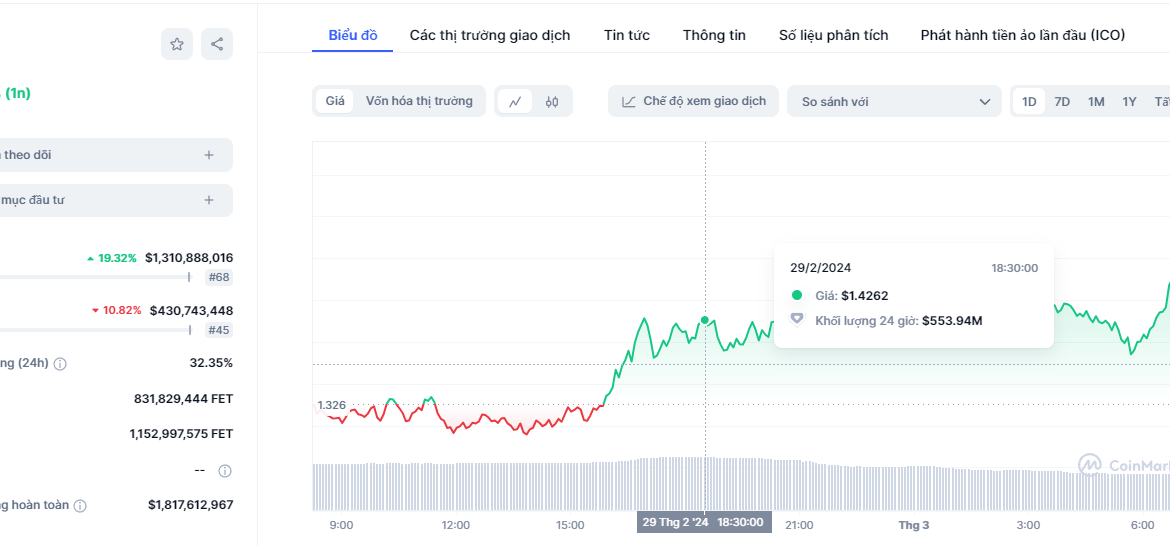 Biểu đồ Các thị trường giao dịch Tin tức Thông tin Số liệu phân tích Phát hành tiền ảo lần đầu (ICO)
(1n)
Giá Vốn hóa thị trường Chế độ xem giao dịch So sánh với 1D 7D 1M 1Y
theo dõi +
mục đầu tư +
19.32% $1,310,888,016
#68
10.82% $430,743,448
#45
(24h) 32.35%
831,829,444 FET
1,152,997,575 FET
--
hoàn toàn $1,817,612,967
29/2/2024 18:30:00
Giá: $1.4262
Khối lượng 24 giờ: $553.94M
1.326
CoinMar
9:00 12:00 15:00 29 Thg 2 '24 18:30:00 21:00 Thg 3 3:00 6:00